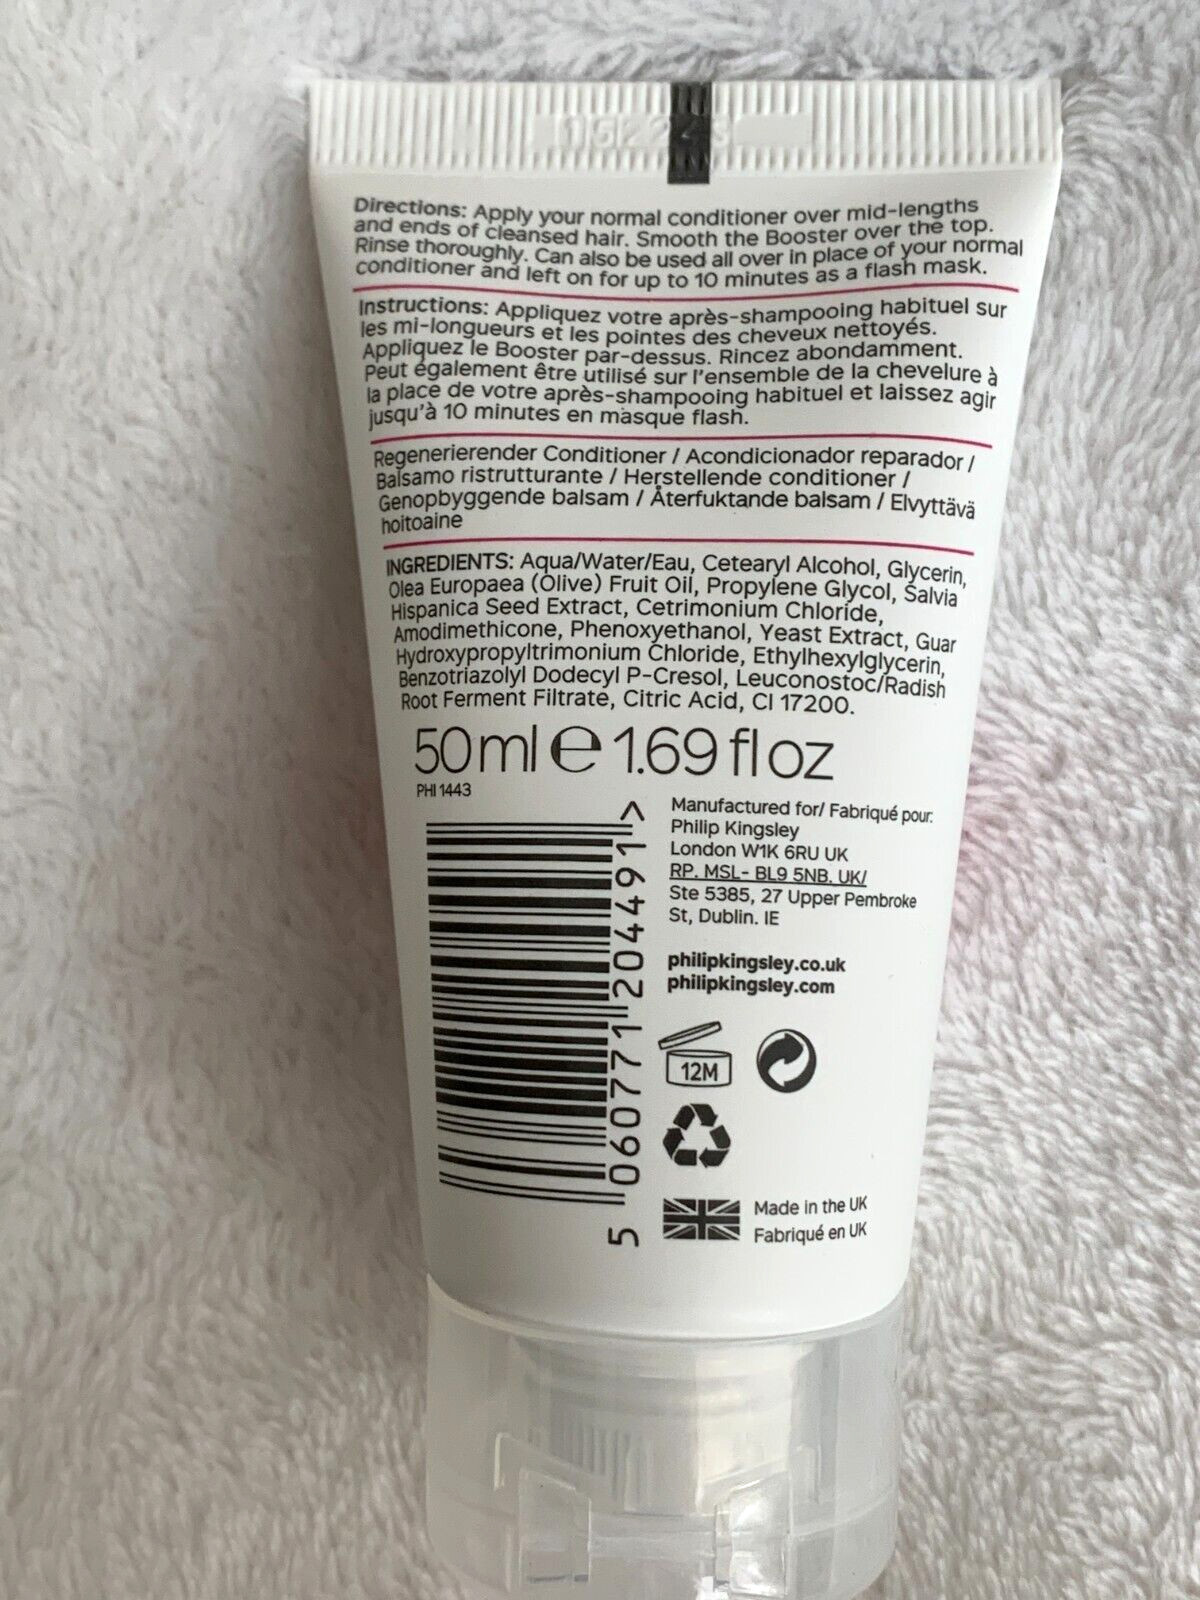 Directions: Apply your normal conditioner over mid-lengths
and ends of cleansed hair. Smooth the Booster over the top.
Rinse thoroughly. Can also be used all over in place of your normal
conditioner and left on for up to 10 minutes as a flash mask.
Instructions: Appliquez votre après-shampooing habituel sur
les mi-longueurs et les pointes des cheveux nettoyés.
Appliquez le Booster par-dessus. Rincez abondamment.
Peut également être utilisé sur l'ensemble de la chevelure à
la place de votre après-shampooing habituel et laissez agir
jusqu'à 10 minutes en masque flash.
Regenerierender Conditioner / Acondicionador reparador /
Balsamo ristrutturante / Herstellende conditioner /
Genopbyggende balsam / Återfuktande balsam / Elvyttävä
hoitoaine
INGREDIENTS: Aqua/Water/Eau, Cetearyl Alcohol, Glycerin,
Olea Europaea (Olive) Fruit Oil, Propylene Glycol, Salvia
Hispanica Seed Extract, Cetrimonium Chloride,
Amodimethicone, Phenoxyethanol, Yeast Extract, Guar
Hydroxypropyltrimonium Chloride, Ethylhexylglycerin,
Benzotriazolyl Dodecyl P-Cresol, Leuconostoc/Radish
Root Ferment Filtrate, Citric Acid, CI 17200.
50ml e 1.69 fl oz
PHI 1443
5 060771 204491 >
Manufactured for/ Fabriqué pour:
Philip Kingsley
London W1K 6RU UK
RP. MSL- BL9 5NB. UK/
Ste 5385, 27 Upper Pembroke
St, Dublin. IE
philipkingsley.co.uk
philipkingsley.com
12M
Made in the UK
Fabriqué en UK